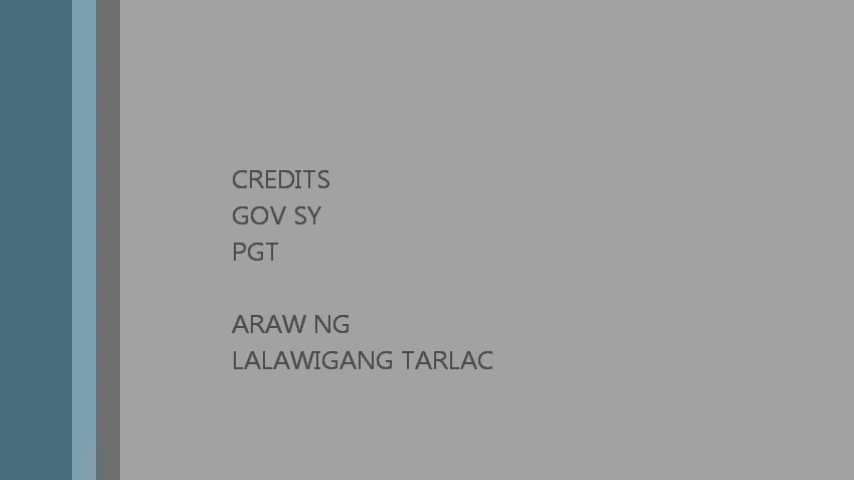 CREDITS
GOV SY
PGT
ARAW NG
LALAWIGANG TARLAC